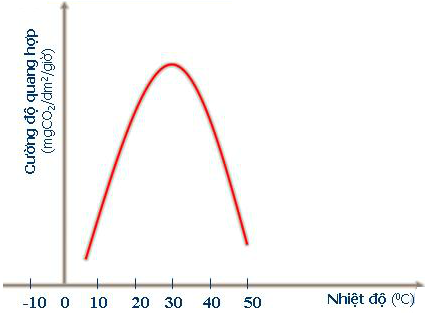 Cường độ quang hợp
(mgCO₂/dm²/giờ)
-10 0 10 20 30 40 50 Nhiệt độ (⁰C)